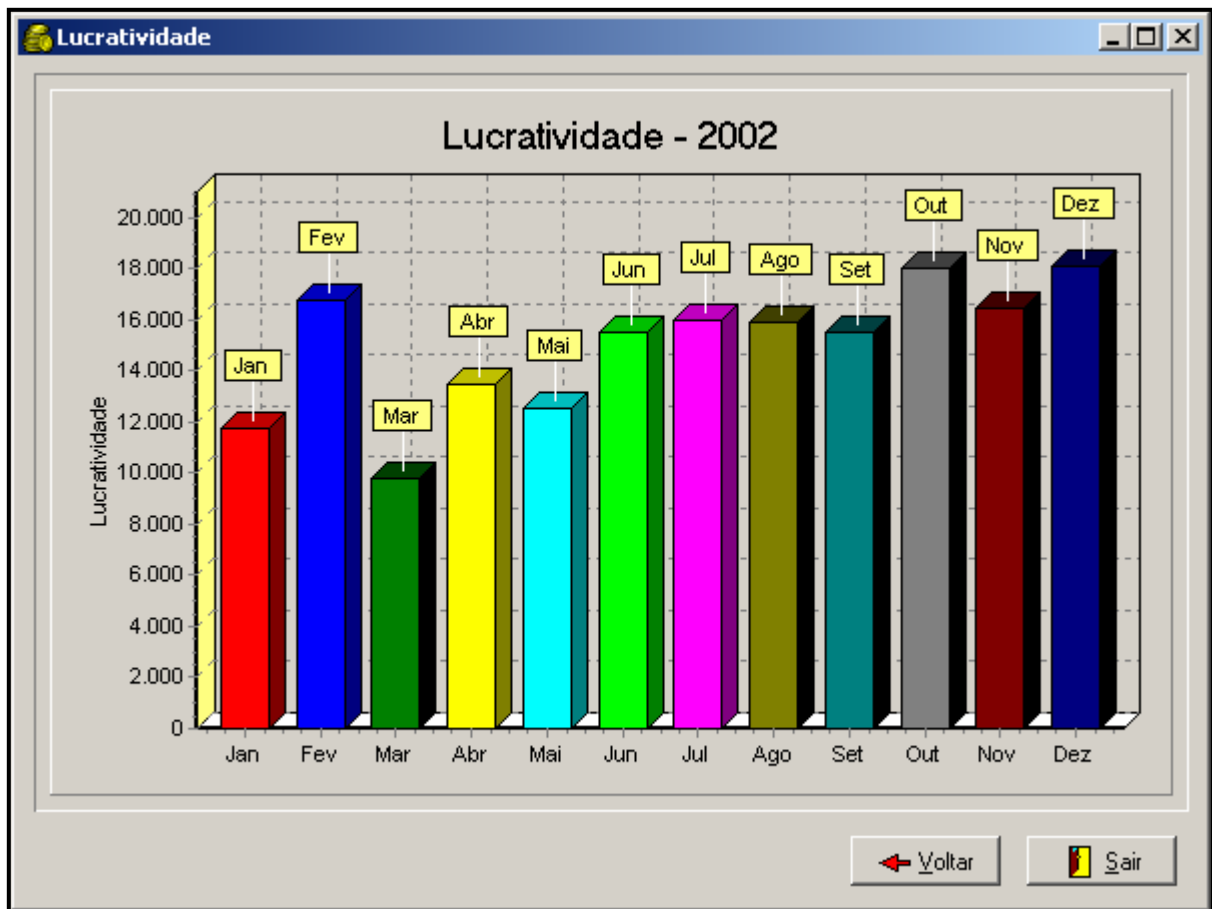 Lucratividade
Lucratividade - 2002
Lucratividade
20.000
18.000
16.000
14.000
12.000
10.000
8.000
6.000
4.000
2.000
0
Jan
Fev
Mar
Abr
Mai
Jun
Jul
Ago
Set
Out
Nov
Dez
Jan Fev Mar Abr Mai Jun Jul Ago Set Out Nov Dez
Voltar
Sair